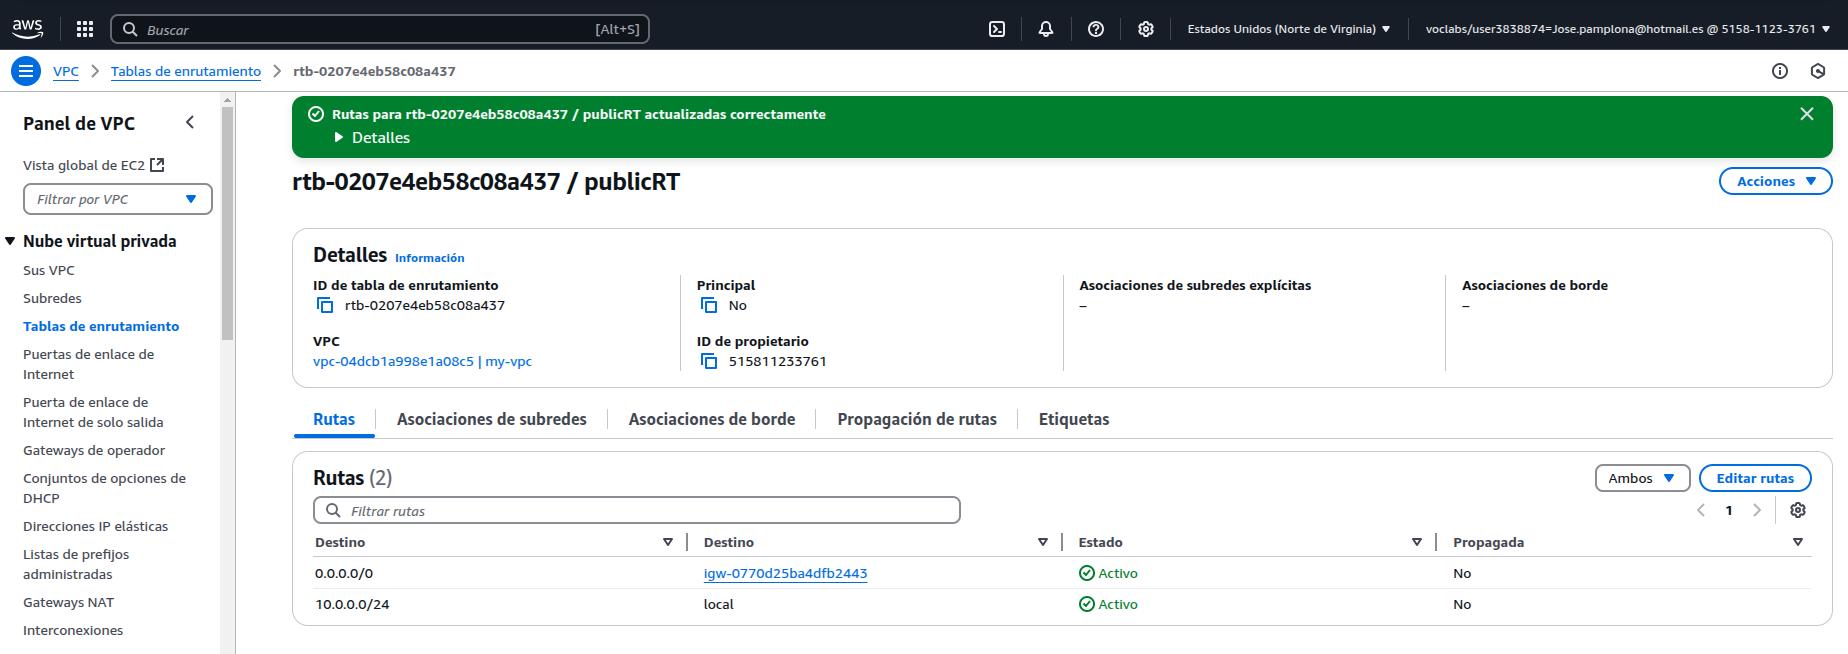 aws
Buscar [Alt+S]
Estados Unidos (Norte de Virginia)
voclabs/user3838874=Jose.pamplona@hotmail.es @ 5158-1123-3761
VPC
Tablas de enrutamiento
rtb-0207e4eb58c08a437
Panel de VPC
Vista global de EC2
Filtrar por VPC
Nube virtual privada
Sus VPC
Subredes
Tablas de enrutamiento
Puertas de enlace de
Internet
Puerta de enlace de
Internet de solo salida
Gateways de operador
Conjuntos de opciones de
DHCP
Direcciones IP elásticas
Listas de prefijos
administradas
Gateways NAT
Interconexiones
Rutas para rtb-0207e4eb58c08a437 / publicRT actualizadas correctamente
Detalles
rtb-0207e4eb58c08a437 / publicRT
Acciones
Detalles Información
ID de tabla de enrutamiento
rtb-0207e4eb58c08a437
Principal
No
Asociaciones de subredes explícitas
–
Asociaciones de borde
–
VPC
vpc-04dcb1a998e1a08c5 | my-vpc
ID de propietario
515811233761
Rutas
Asociaciones de subredes
Asociaciones de borde
Propagación de rutas
Etiquetas
Rutas (2)
Ambos
Editar rutas
Filtrar rutas
1
Destino Destino Estado Propagada
0.0.0.0/0 igw-0770d25ba4dfb2443 Activo No
10.0.0.0/24 local Activo No